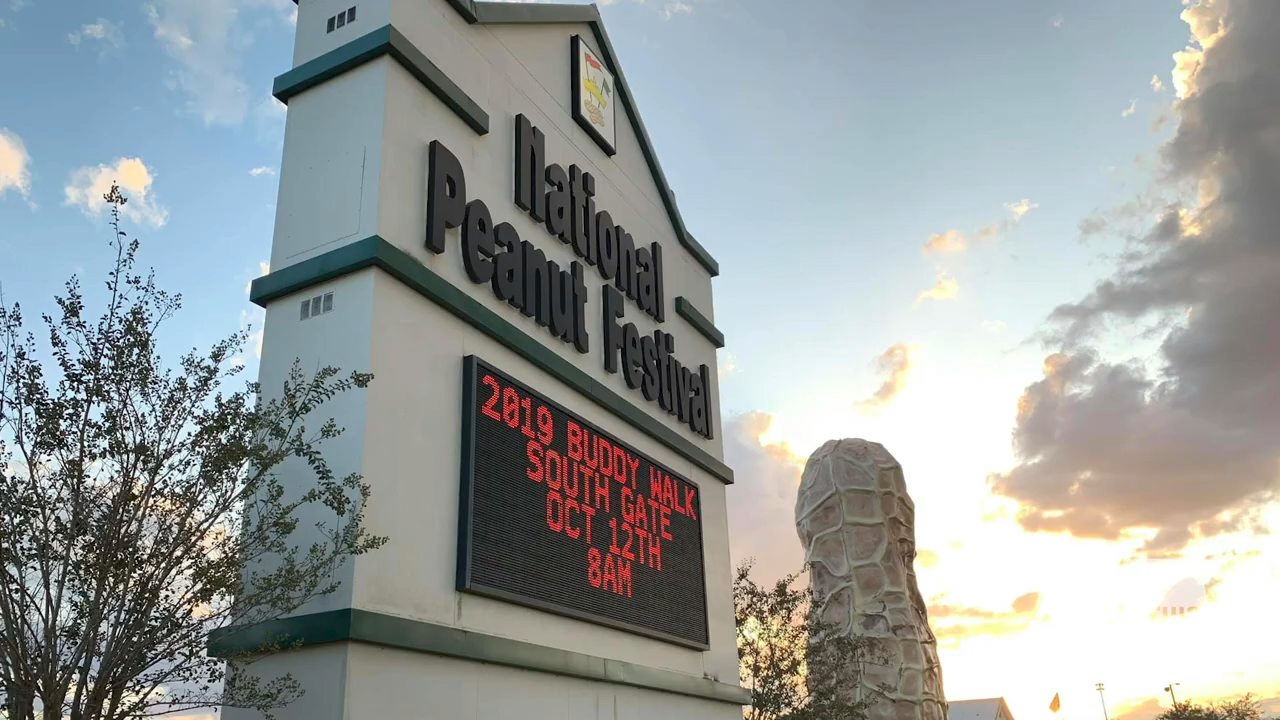 National
Peanut Festival
2019 BUDDY WALK
SOUTH GATE
OCT 12TH
8AM